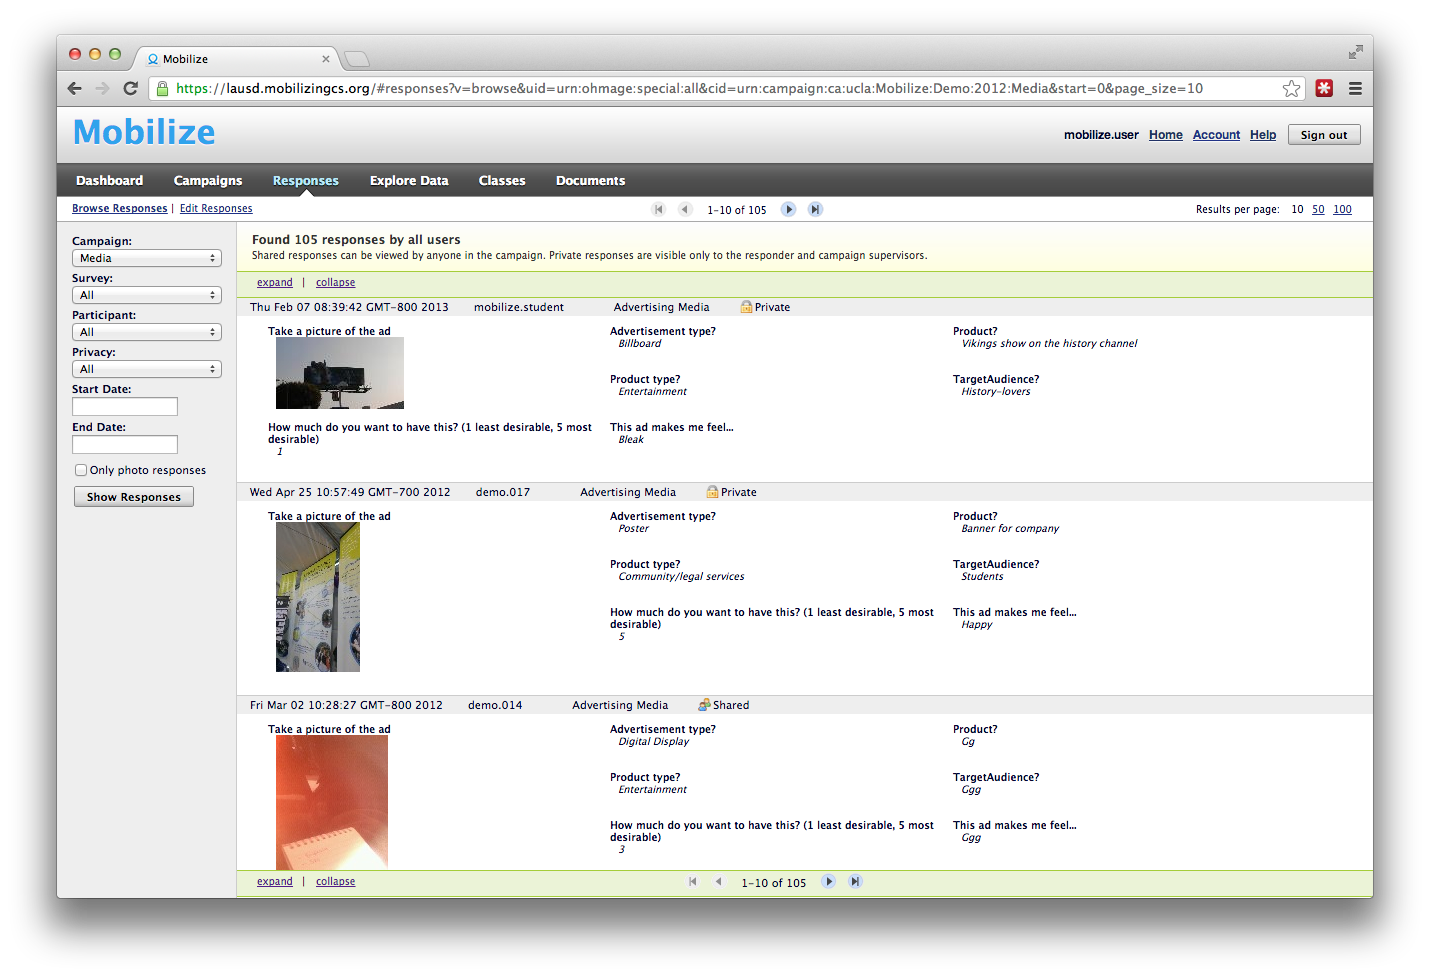 Mobilize
https://lausd.mobilizingcs.org/#responses?v=browse&uid=urn:ohmage:special:all&cid=urn:campaign:ca:ucla:Mobilize:Demo:2012:Media&start=0&page_size=10
Mobilize
mobilize.user Home Account Help Sign out
Dashboard Campaigns Responses Explore Data Classes Documents
Browse Responses | Edit Responses 1-10 of 105 Results per page: 10 50 100
Campaign:
Media
Survey:
All
Participant:
All
Privacy:
All
Start Date:
End Date:
Only photo responses
Show Responses
Found 105 responses by all users
Shared responses can be viewed by anyone in the campaign. Private responses are visible only to the responder and campaign supervisors.
expand | collapse
Thu Feb 07 08:39:42 GMT-800 2013 mobilize.student Advertising Media Private
Take a picture of the ad
Advertisement type?
Billboard
Product?
Vikings show on the history channel
Product type?
Entertainment
TargetAudience?
History-lovers
How much do you want to have this? (1 least desirable, 5 most
desirable)
1
This ad makes me feel...
Bleak
Wed Apr 25 10:57:49 GMT-700 2012 demo.017 Advertising Media Private
Take a picture of the ad
Advertisement type?
Poster
Product?
Banner for company
Product type?
Community/legal services
TargetAudience?
Students
How much do you want to have this? (1 least desirable, 5 most
desirable)
5
This ad makes me feel...
Happy
Fri Mar 02 10:28:27 GMT-800 2012 demo.014 Advertising Media Shared
Take a picture of the ad
Advertisement type?
Digital Display
Product?
Gg
Product type?
Entertainment
TargetAudience?
Ggg
How much do you want to have this? (1 least desirable, 5 most
desirable)
3
This ad makes me feel...
Ggg
expand | collapse 1-10 of 105